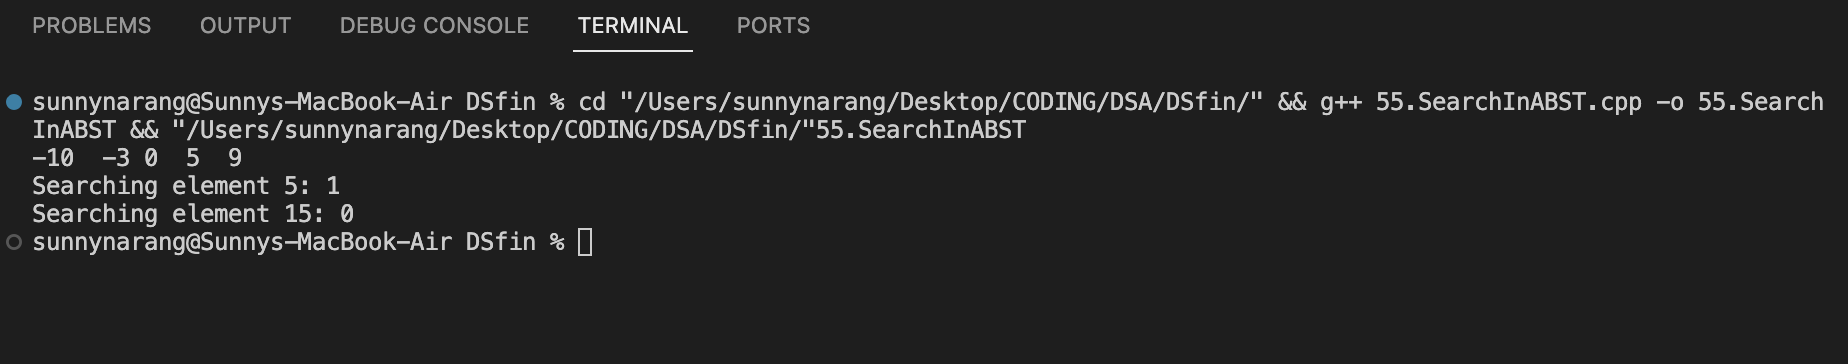 PROBLEMS OUTPUT DEBUG CONSOLE TERMINAL PORTS
sunnynarang@Sunnys-MacBook-Air DSfin % cd "/Users/sunnynarang/Desktop/CODING/DSA/DSfin/" && g++ 55.SearchInABST.cpp -o 55.Search
InABST && "/Users/sunnynarang/Desktop/CODING/DSA/DSfin/"55.SearchInABST
-10  -3 0  5  9
Searching element 5: 1
Searching element 15: 0
sunnynarang@Sunnys-MacBook-Air DSfin %